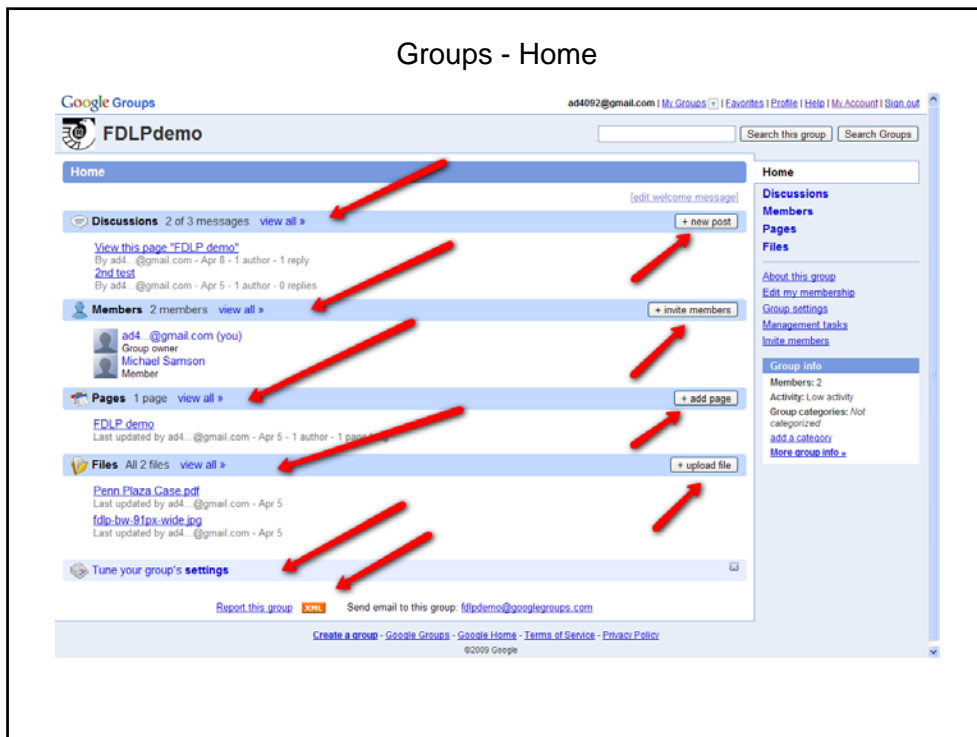 Groups - Home
Google Groups
ad4092@gmail.com | My Groups | Favorites | Profile | Help | My Account | Sign out
FDLPdemo
Search this group Search Groups
Home
[edit welcome message]
Discussions 2 of 3 messages view all »
+ new post
View this page "FDLP demo"
By ad4...@gmail.com - Apr 8 - 1 author - 1 reply
2nd test
By ad4...@gmail.com - Apr 5 - 1 author - 0 replies
Members 2 members view all »
+ invite members
ad4...@gmail.com (you)
Group owner
Michael Samson
Member
Pages 1 page view all »
+ add page
FDLP demo
Last updated by ad4...@gmail.com - Apr 5 - 1 author - 1 page
Files All 2 files view all »
+ upload file
Penn Plaza Case.pdf
Last updated by ad4...@gmail.com - Apr 5
fdlp-bw-91px-wide.jpg
Last updated by ad4...@gmail.com - Apr 5
Tune your group's settings
Report this group XML Send email to this group: fdlpdemo@googlegroups.com
Home
Discussions
Members
Pages
Files
About this group
Edit my membership
Group settings
Management tasks
Invite members
Group info
Members: 2
Activity: Low activity
Group categories: Not
categorized
add a category
More group info »
Create a group - Google Groups - Google Home - Terms of Service - Privacy Policy
©2009 Google